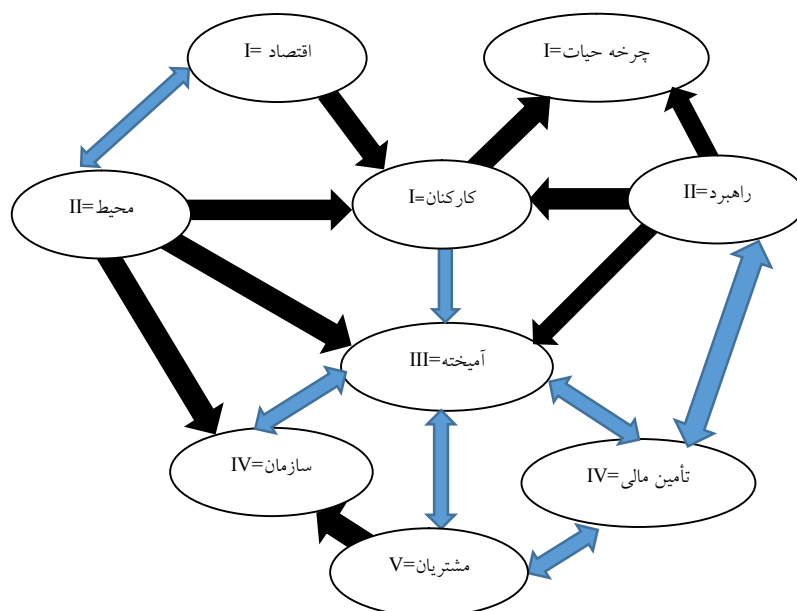 اقتصاد =I
چرخه حیات=I
کارکنان=I
راهبرد=II
محیط=II
آمیخته=III
سازمان=IV
تأمین مالی=IV
مشتریان=V